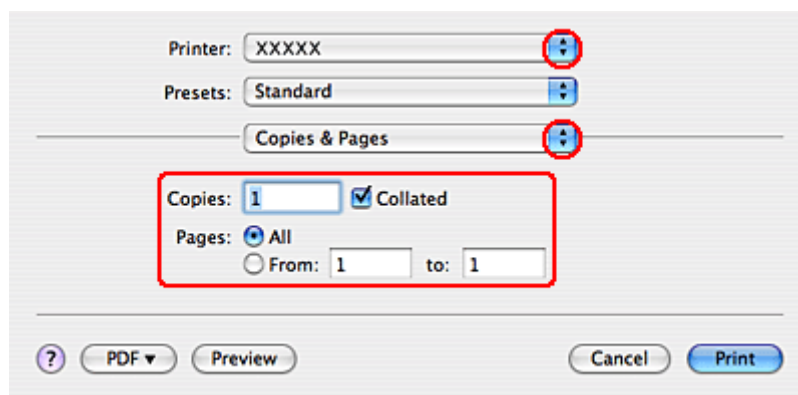 Printer: XXXXX
Presets: Standard
Copies & Pages
Copies: 1 Collated
Pages: All
From: 1 to: 1
? PDF ▼ Preview Cancel Print